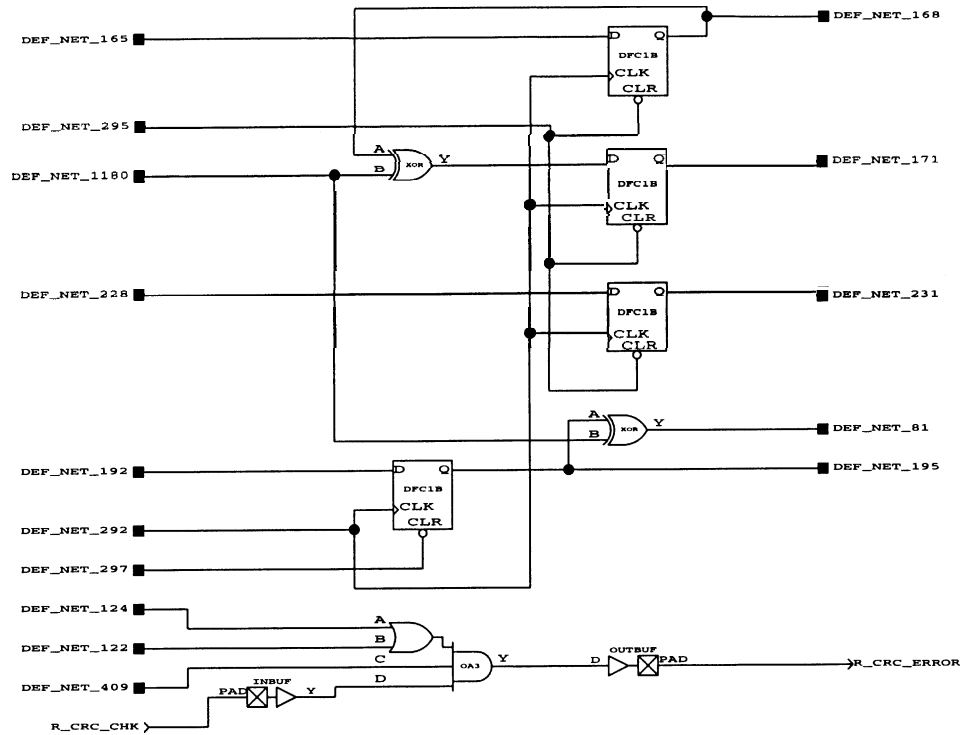 DEF_NET_168
DEF_NET_165
D Q
DFC1B
CLK
CLR
DEF_NET_295
A
XOR
Y
B
DEF_NET_1180
D Q
DFC1B
CLK
CLR
DEF_NET_171
DEF_NET_228
D Q
DFC1B
CLK
CLR
DEF_NET_231
A
XOR
Y
B
DEF_NET_81
DEF_NET_192
D Q
DFC1B
CLK
CLR
DEF_NET_195
DEF_NET_292
DEF_NET_297
DEF_NET_124
A
DEF_NET_122
B
C
OA3
Y
D
OUTBUF
PAD
R_CRC_ERROR
DEF_NET_409
D
PAD
INBUF
Y
R_CRC_CHK